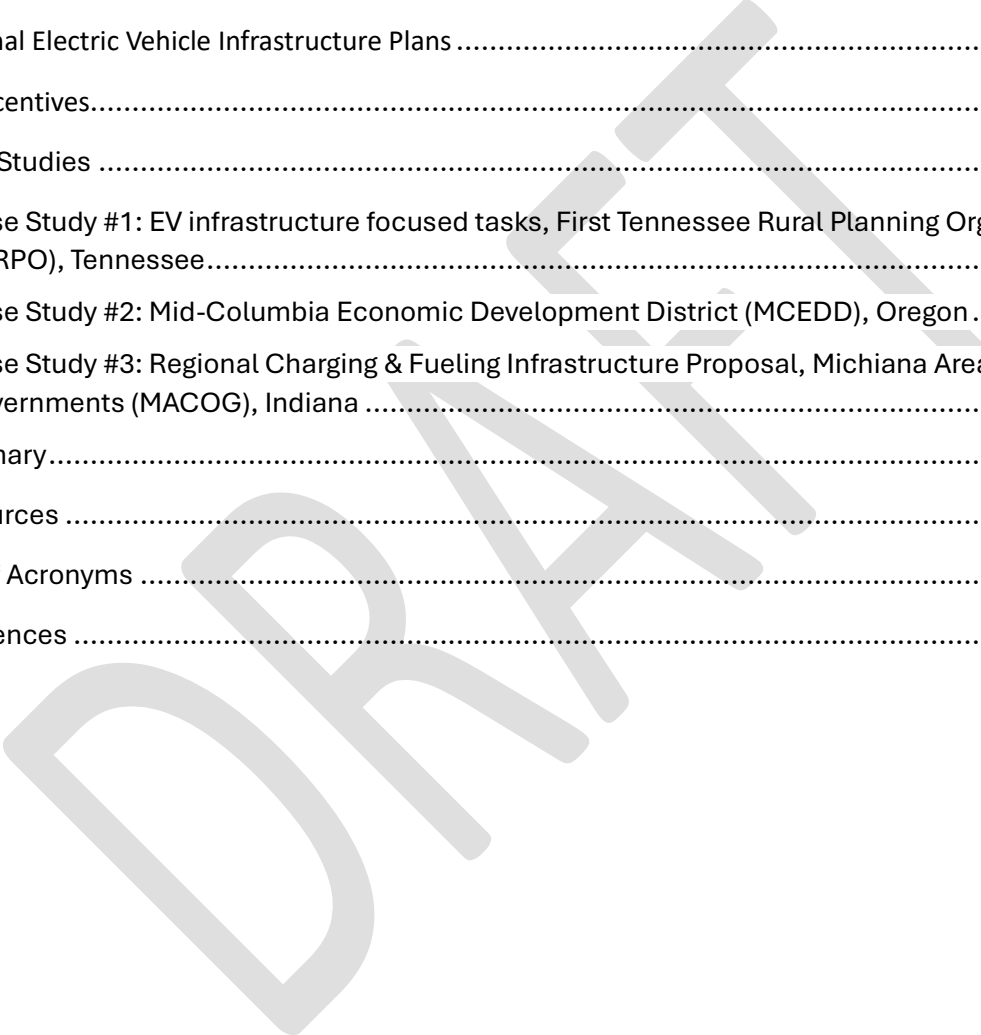 nal Electric Vehicle Infrastructure Plans ................................................................................
centives................................................................................................................................
Studies ...............................................................................................................................
se Study #1: EV infrastructure focused tasks, First Tennessee Rural Planning Org
RPO), Tennessee................................................................................................................
se Study #2: Mid-Columbia Economic Development District (MCEDD), Oregon .
se Study #3: Regional Charging & Fueling Infrastructure Proposal, Michiana Area
vernments (MACOG), Indiana ............................................................................................
nary.....................................................................................................................................
urces ...................................................................................................................................
Acronyms .........................................................................................................................
ences ..................................................................................................................................
DRAFT